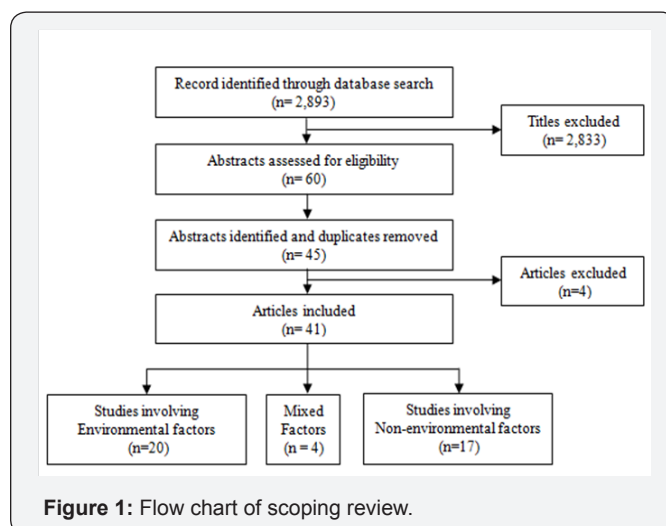 Record identified through database search
(n= 2,893)
Titles excluded
(n= 2,833)
Abstracts assessed for eligibility
(n= 60)
Abstracts identified and duplicates removed
(n= 45)
Articles excluded
(n=4)
Articles included
(n= 41)
Studies involving
Environmental factors
(n=20)
Mixed
Factors
(n = 4)
Studies involving
Non-environmental factors
(n=17)
Figure 1: Flow chart of scoping review.